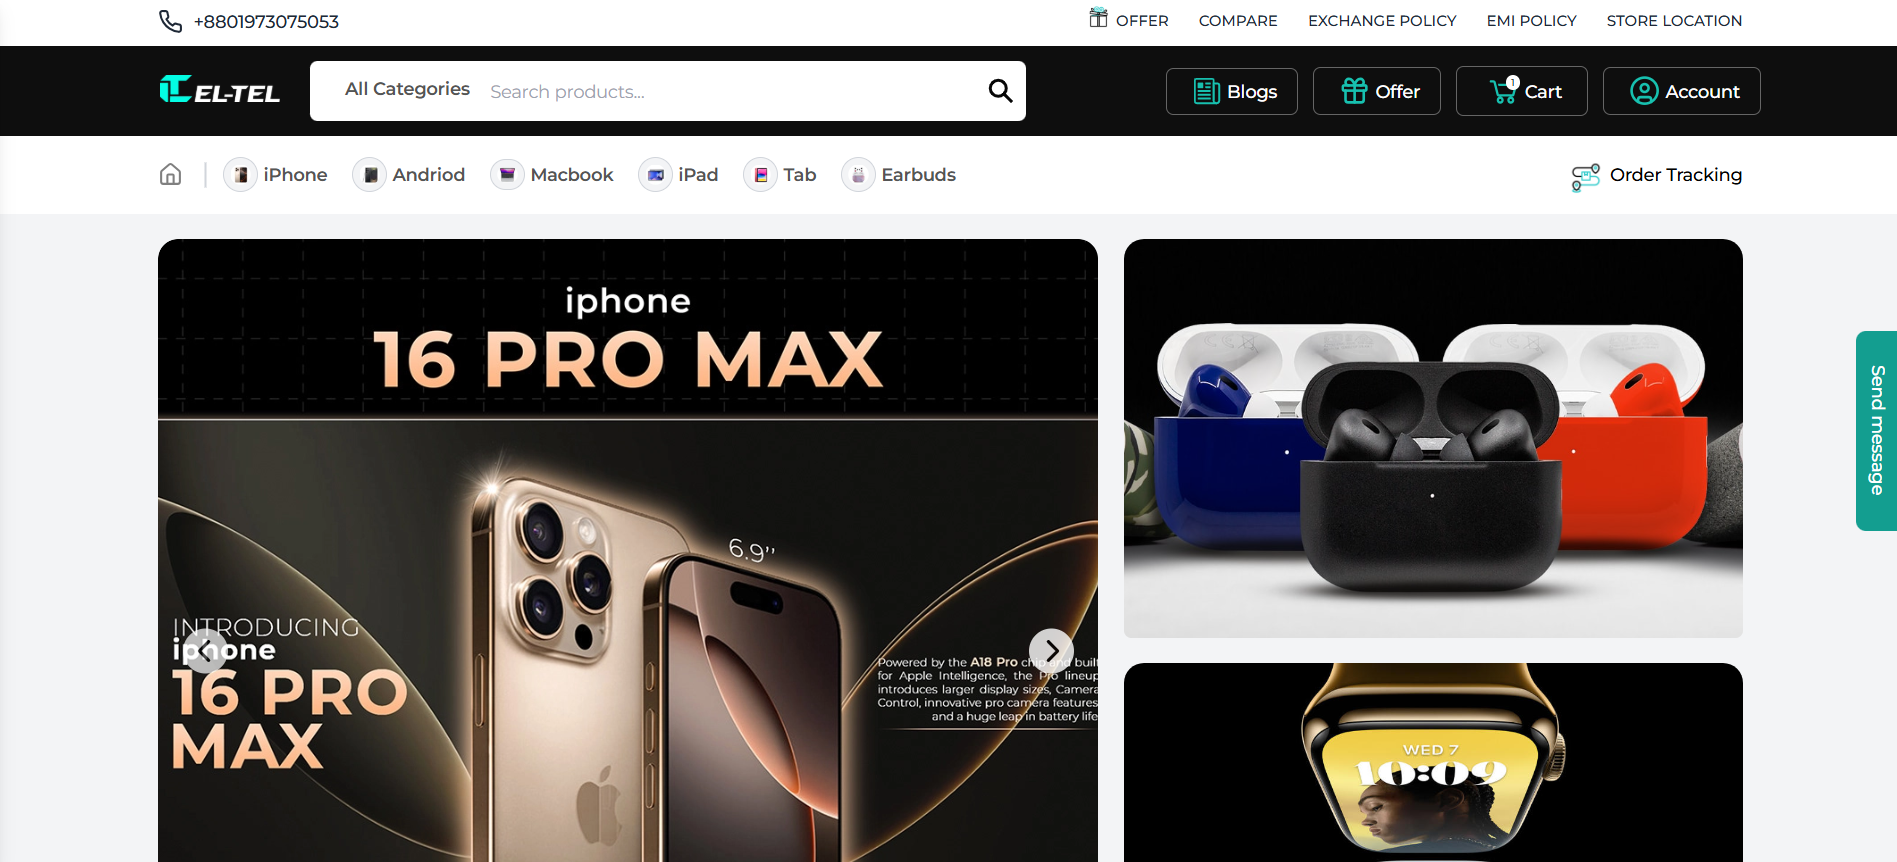 +8801973075053
OFFER
COMPARE
EXCHANGE POLICY
EMI POLICY
STORE LOCATION
EL-TEL
All Categories
Search products...
Blogs
Offer
1
Cart
Account
iPhone
Andriod
Macbook
iPad
Tab
Earbuds
Order Tracking
iphone
16 PRO MAX
6.9’’
INTRODUCING
iphone
16 PRO
MAX
Powered by the A18 Pro chip and built
for Apple Intelligence, the Pro lineup
introduces larger display sizes, Camera
Control, innovative pro camera features
and a huge leap in battery life
WED 7
10:09
Send message